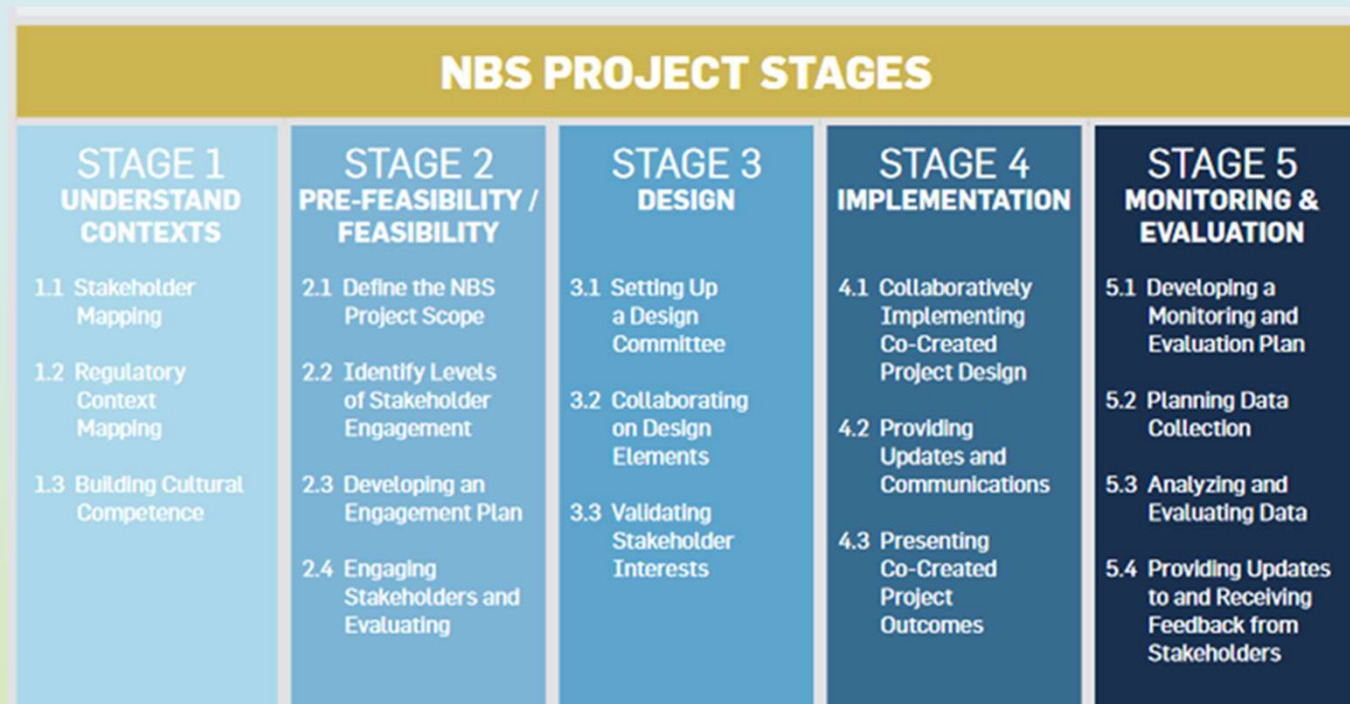 NBS PROJECT STAGES
STAGE 1
UNDERSTAND
CONTEXTS
1.1 Stakeholder
Mapping
1.2 Regulatory
Context
Mapping
1.3 Building Cultural
Competence
STAGE 2
PRE-FEASIBILITY /
FEASIBILITY
2.1 Define the NBS
Project Scope
2.2 Identify Levels
of Stakeholder
Engagement
2.3 Developing an
Engagement Plan
2.4 Engaging
Stakeholders and
Evaluating
STAGE 3
DESIGN
3.1 Setting Up
a Design
Committee
3.2 Collaborating
on Design
Elements
3.3 Validating
Stakeholder
Interests
STAGE 4
IMPLEMENTATION
4.1 Collaboratively
Implementing
Co-Created
Project Design
4.2 Providing
Updates and
Communications
4.3 Presenting
Co-Created
Project
Outcomes
STAGE 5
MONITORING &
EVALUATION
5.1 Developing a
Monitoring and
Evaluation Plan
5.2 Planning Data
Collection
5.3 Analyzing and
Evaluating Data
5.4 Providing Updates
to and Receiving
Feedback from
Stakeholders